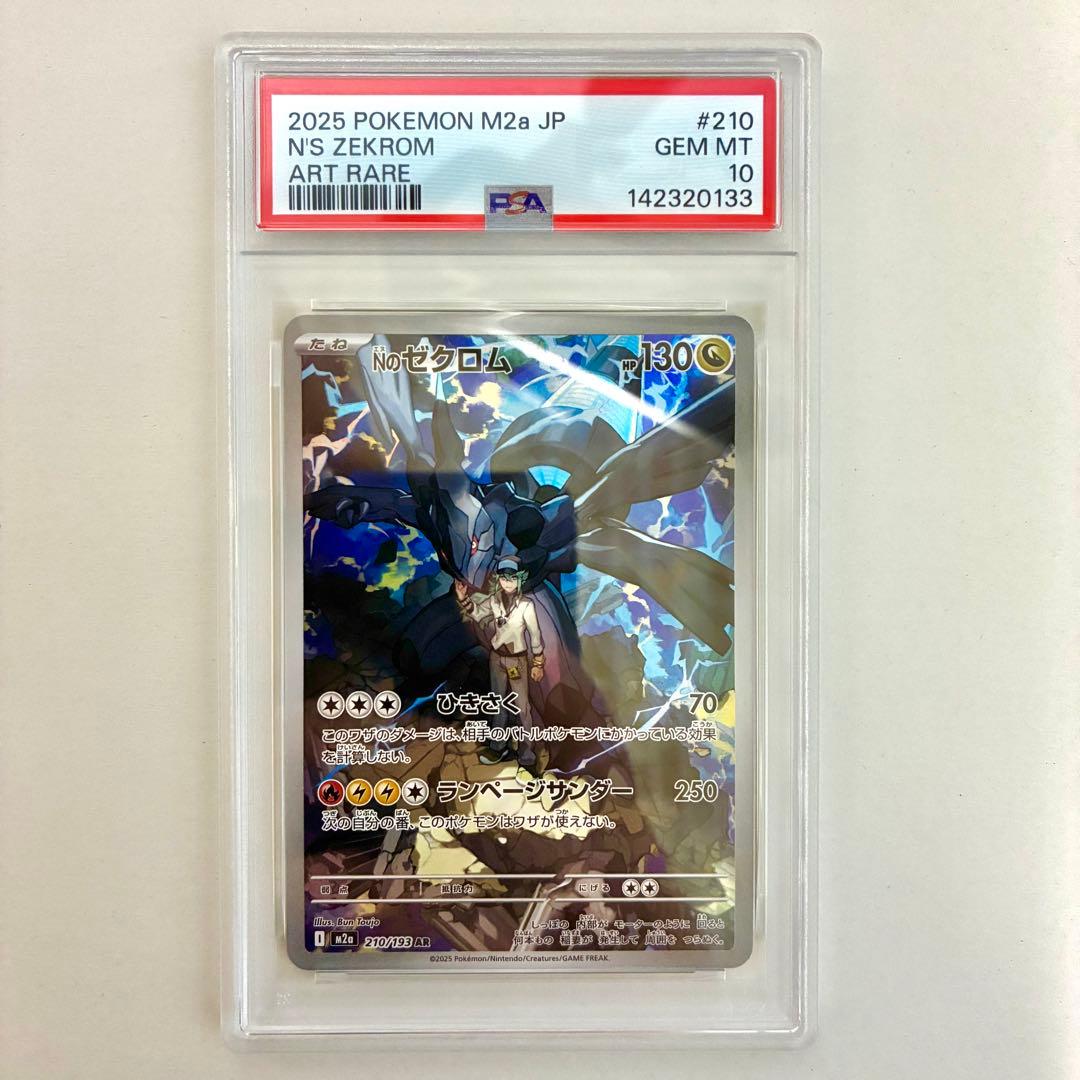 2025 POKEMON M2a JP #210
N'S ZEKROM GEM MT
ART RARE 10
PSA 142320133
たね Nのゼクロム HP130
エヌ
ひきさく 70
このワザのダメージは、相手のバトルポケモンにかかっている効果
を計算しない。
ランページサンダー 250
次の自分の番、このポケモンはワザが使えない。
弱点 抵抗力 にげる
Illus. Bun Toujo
I M2a 210/193 AR
しっぽの 内部が モーターのように 回ると
何本もの 稲妻が 発生して 周囲を つらぬく。
©2025 Pokémon/Nintendo/Creatures/GAME FREAK.